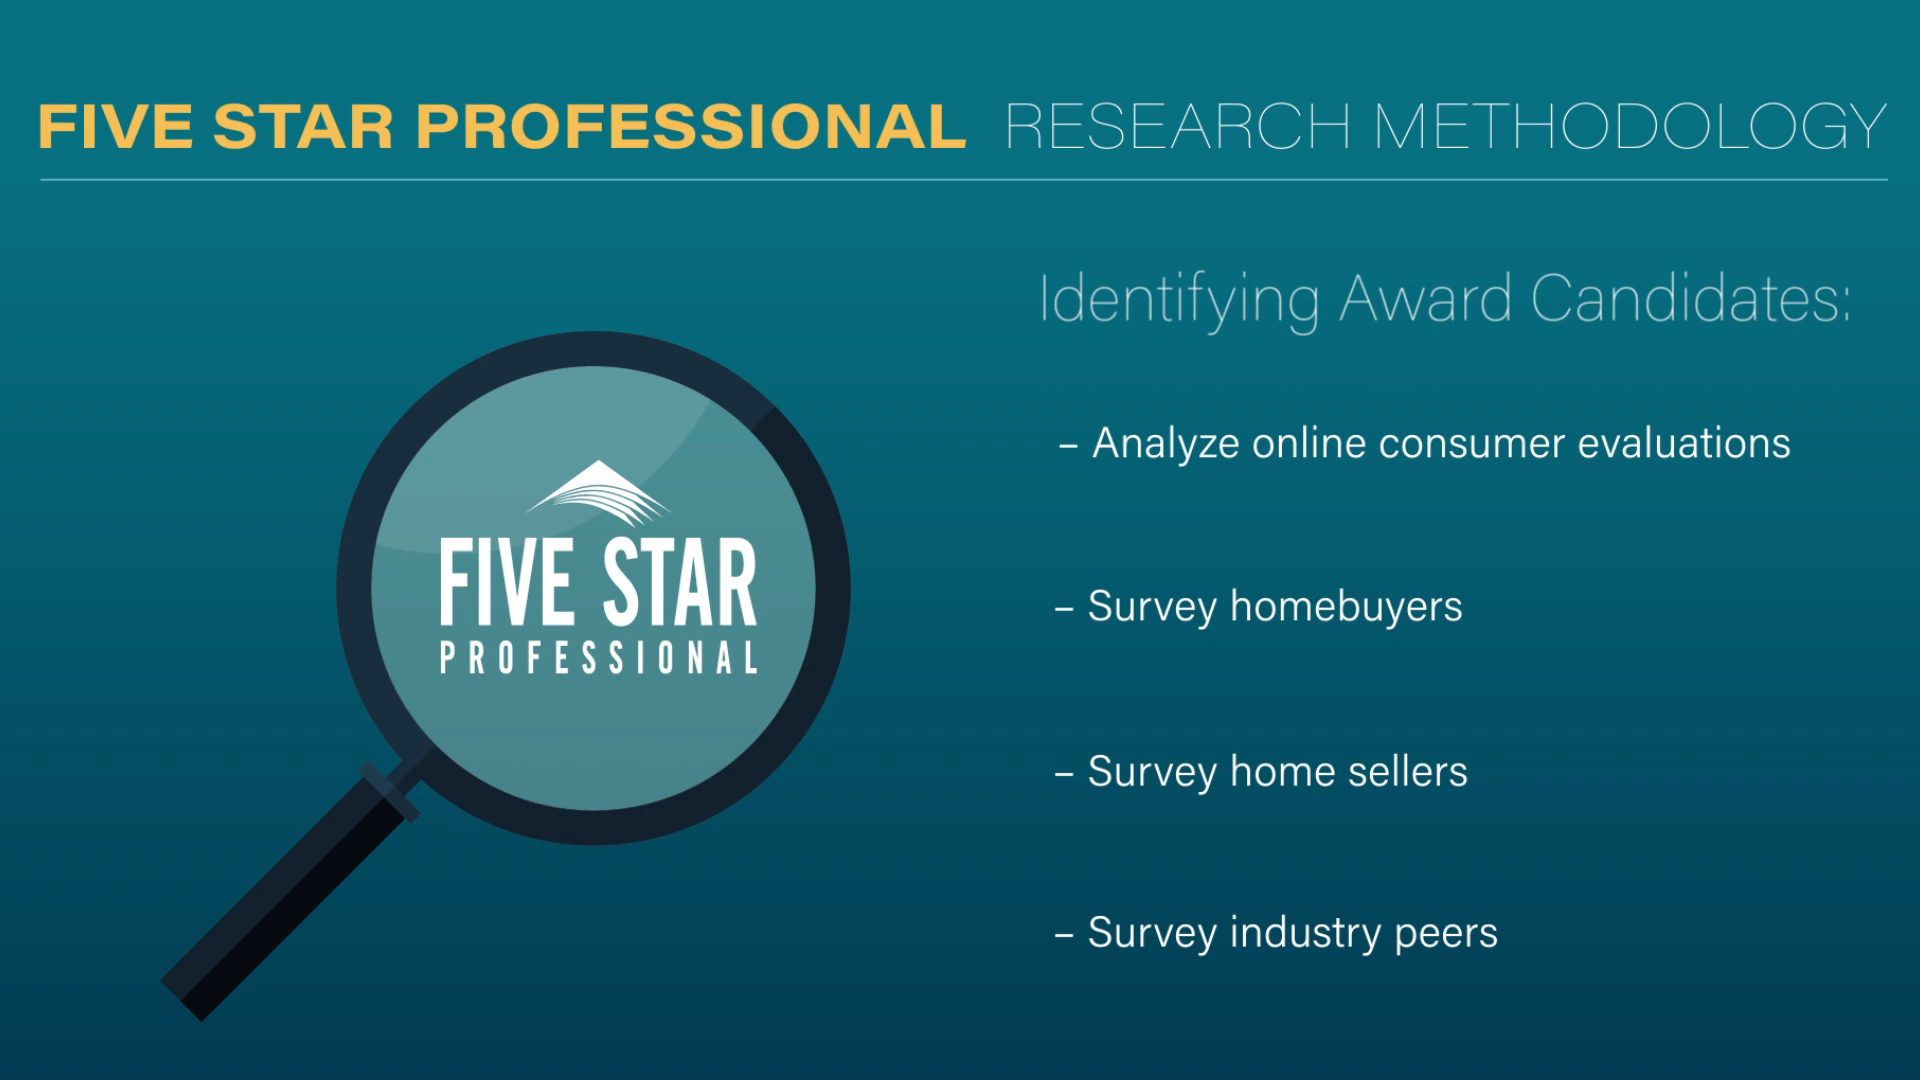 FIVE STAR PROFESSIONAL RESEARCH METHODOLOGY
FIVE STAR
PROFESSIONAL
Identifying Award Candidates:
– Analyze online consumer evaluations
– Survey homebuyers
– Survey home sellers
– Survey industry peers